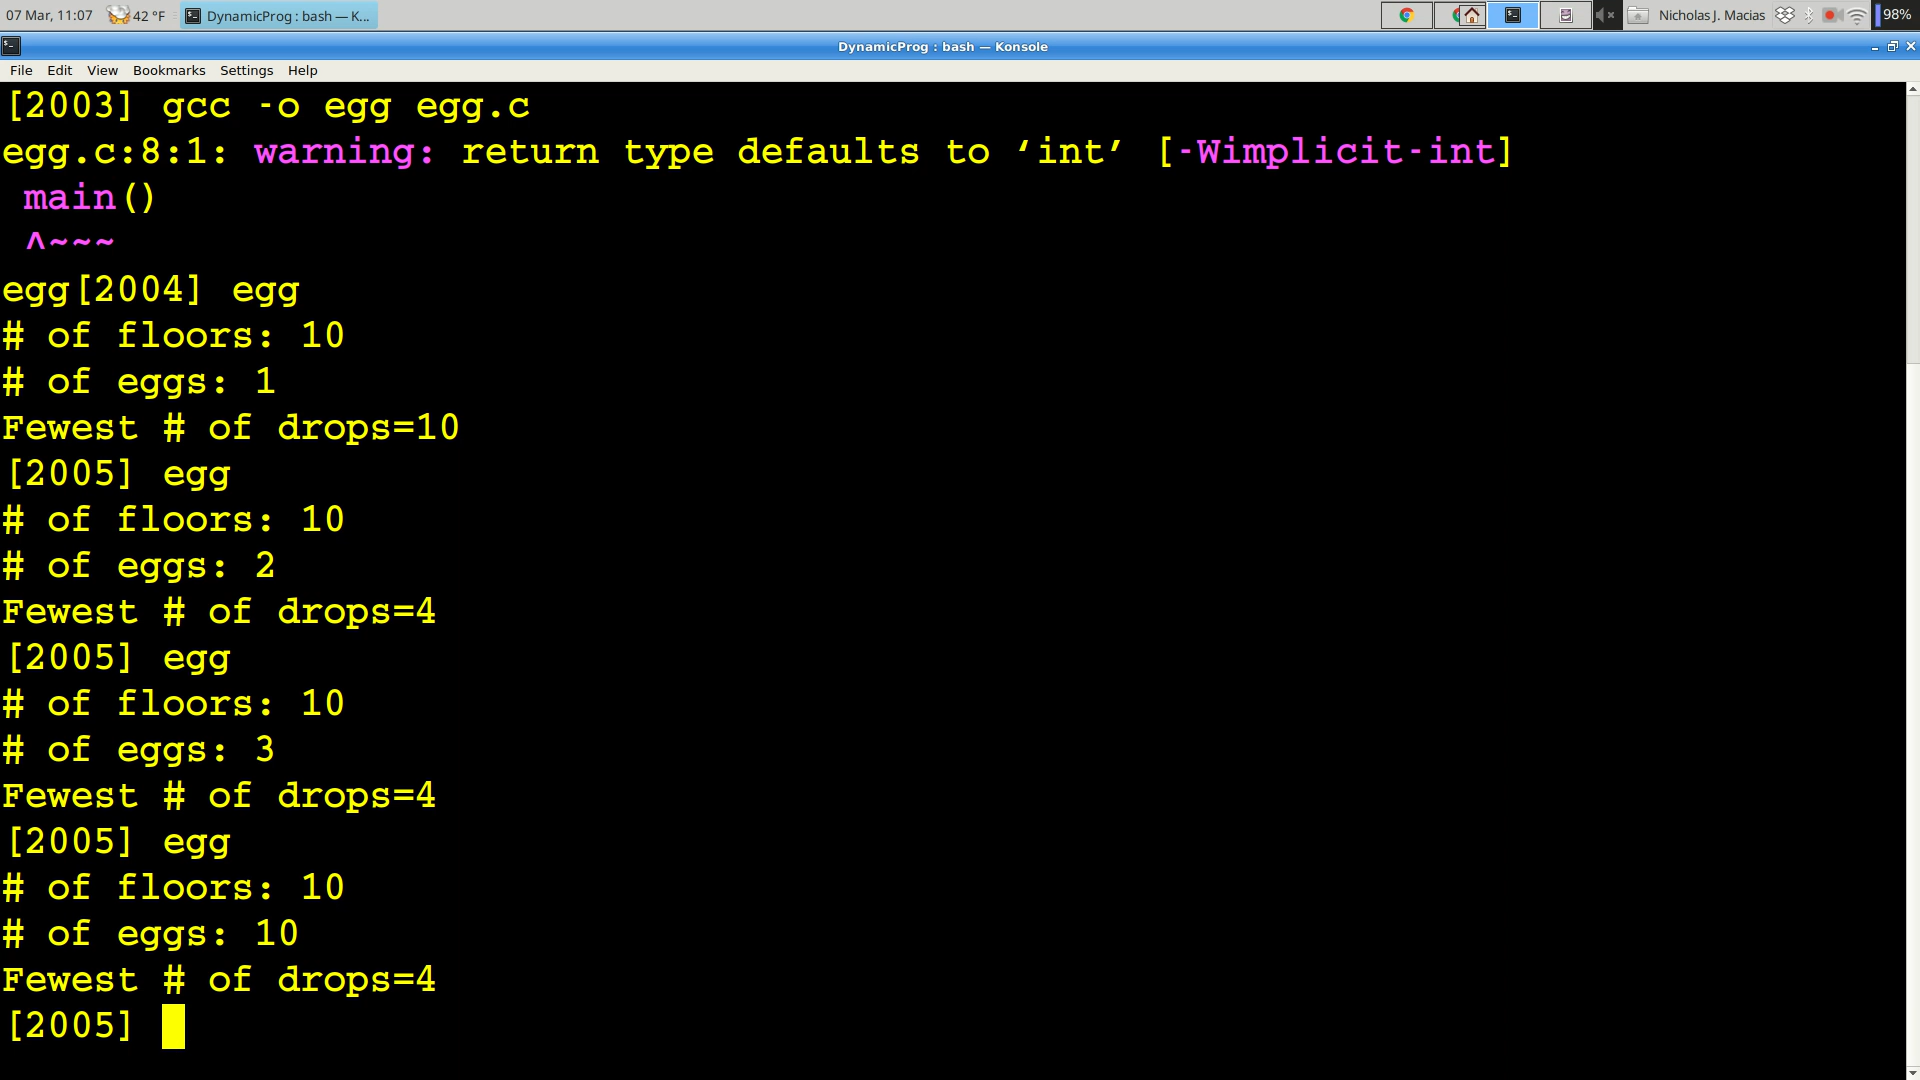 07 Mar, 11:07 42 °F DynamicProg : bash — K... Nicholas J. Macias 98%
DynamicProg : bash — Konsole
File Edit View Bookmarks Settings Help
[2003] gcc -o egg egg.c
egg.c:8:1: warning: return type defaults to ‘int’ [-Wimplicit-int]
main()
^~~~
egg[2004] egg
# of floors: 10
# of eggs: 1
Fewest # of drops=10
[2005] egg
# of floors: 10
# of eggs: 2
Fewest # of drops=4
[2005] egg
# of floors: 10
# of eggs: 3
Fewest # of drops=4
[2005] egg
# of floors: 10
# of eggs: 10
Fewest # of drops=4
[2005]